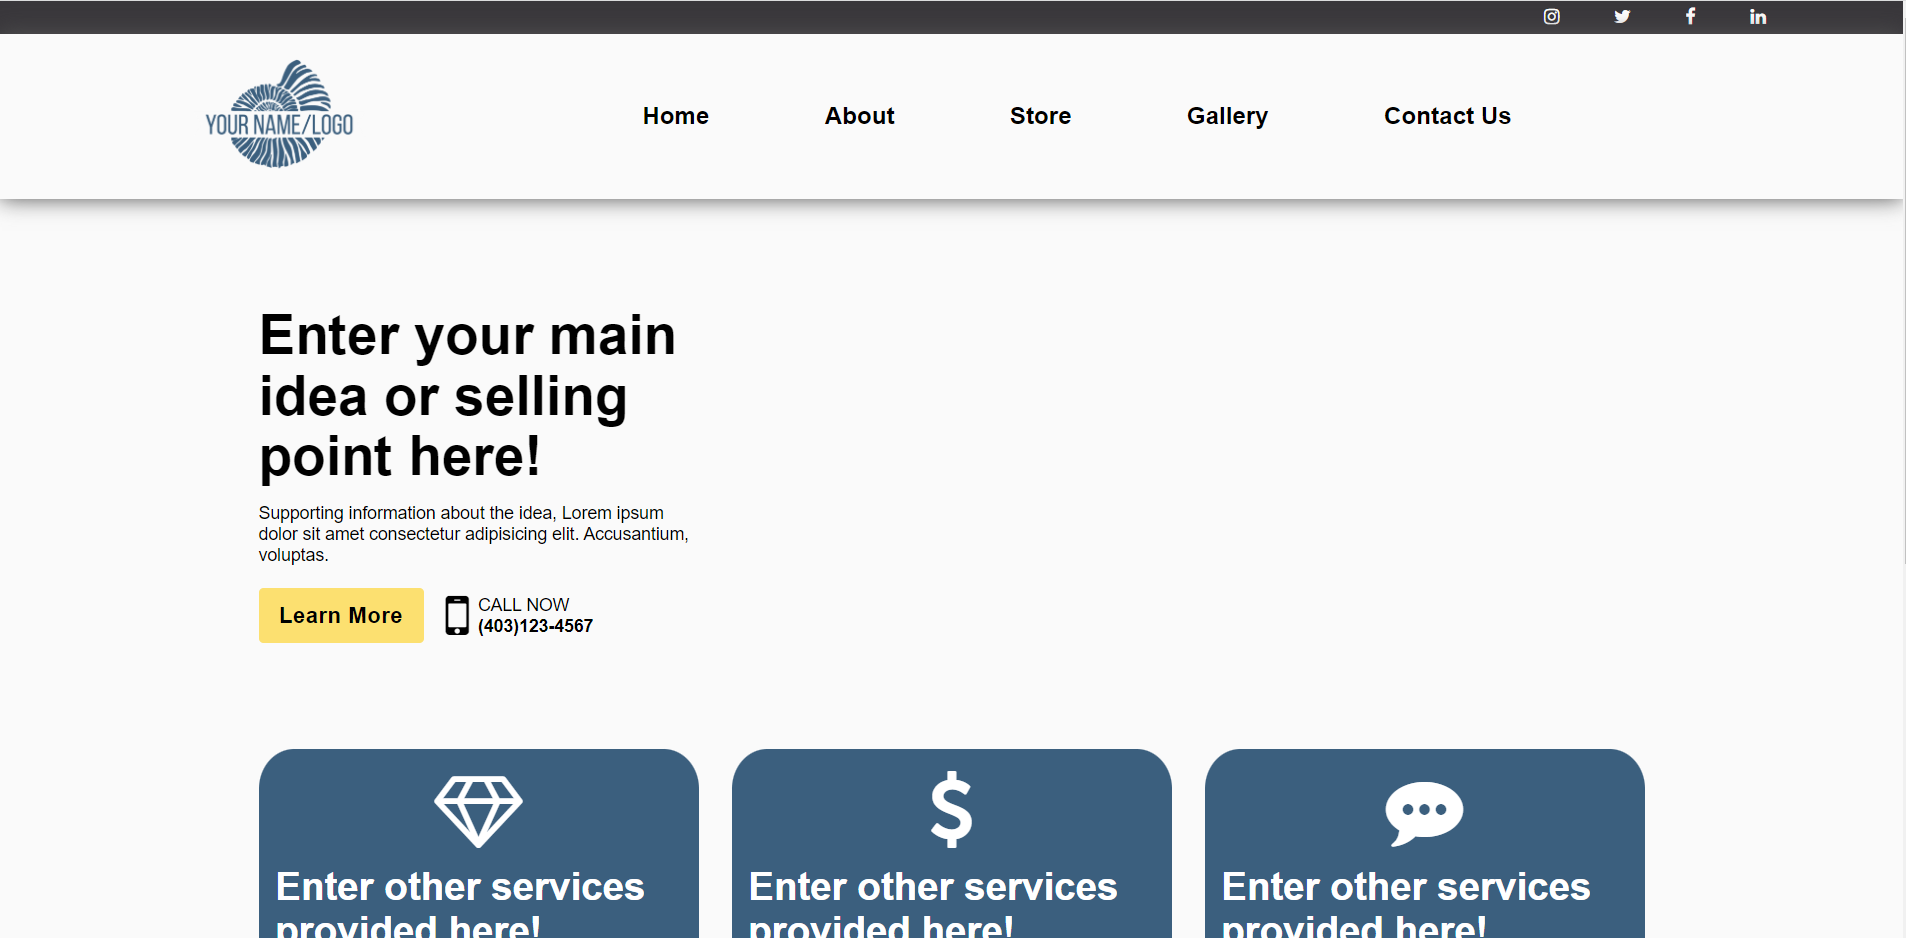 YOUR NAME/LOGO
Home About Store Gallery Contact Us
Enter your main
idea or selling
point here!
Supporting information about the idea, Lorem ipsum
dolor sit amet consectetur adipisicing elit. Accusantium,
voluptas.
Learn More
CALL NOW
(403)123-4567
Enter other services
provided here!
Enter other services
provided here!
Enter other services
provided here!